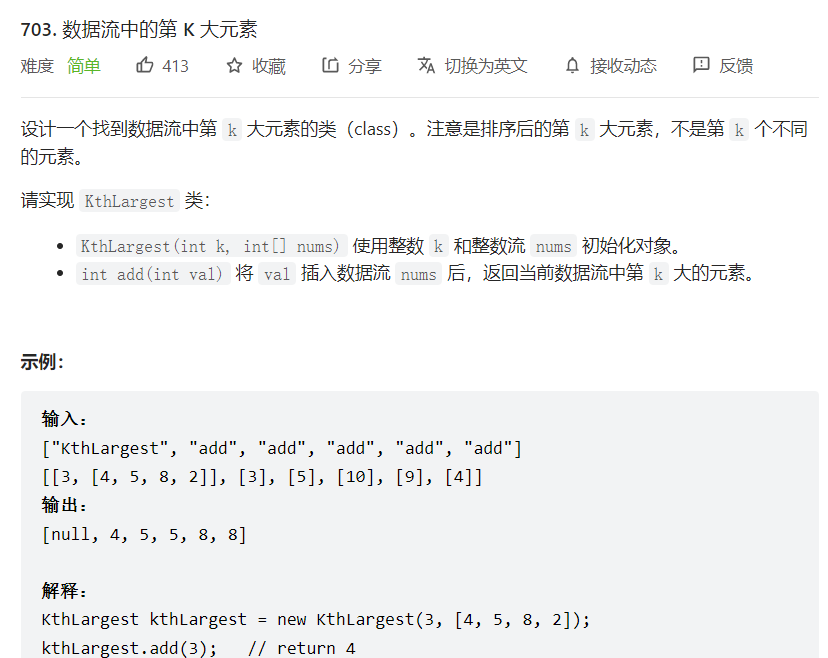 703. 数据流中的第 K 大元素
难度 简单 413 收藏 分享 切换为英文 接收动态 反馈
设计一个找到数据流中第 k 大元素的类（class）。注意是排序后的第 k 大元素，不是第 k 个不同
的元素。
请实现 KthLargest 类：
• KthLargest(int k, int[] nums) 使用整数 k 和整数流 nums 初始化对象。
• int add(int val) 将 val 插入数据流 nums 后，返回当前数据流中第 k 大的元素。
示例：
输入：
["KthLargest", "add", "add", "add", "add", "add"]
[[3, [4, 5, 8, 2]], [3], [5], [10], [9], [4]]
输出：
[null, 4, 5, 5, 8, 8]
解释：
KthLargest kthLargest = new KthLargest(3, [4, 5, 8, 2]);
kthLargest.add(3);   // return 4